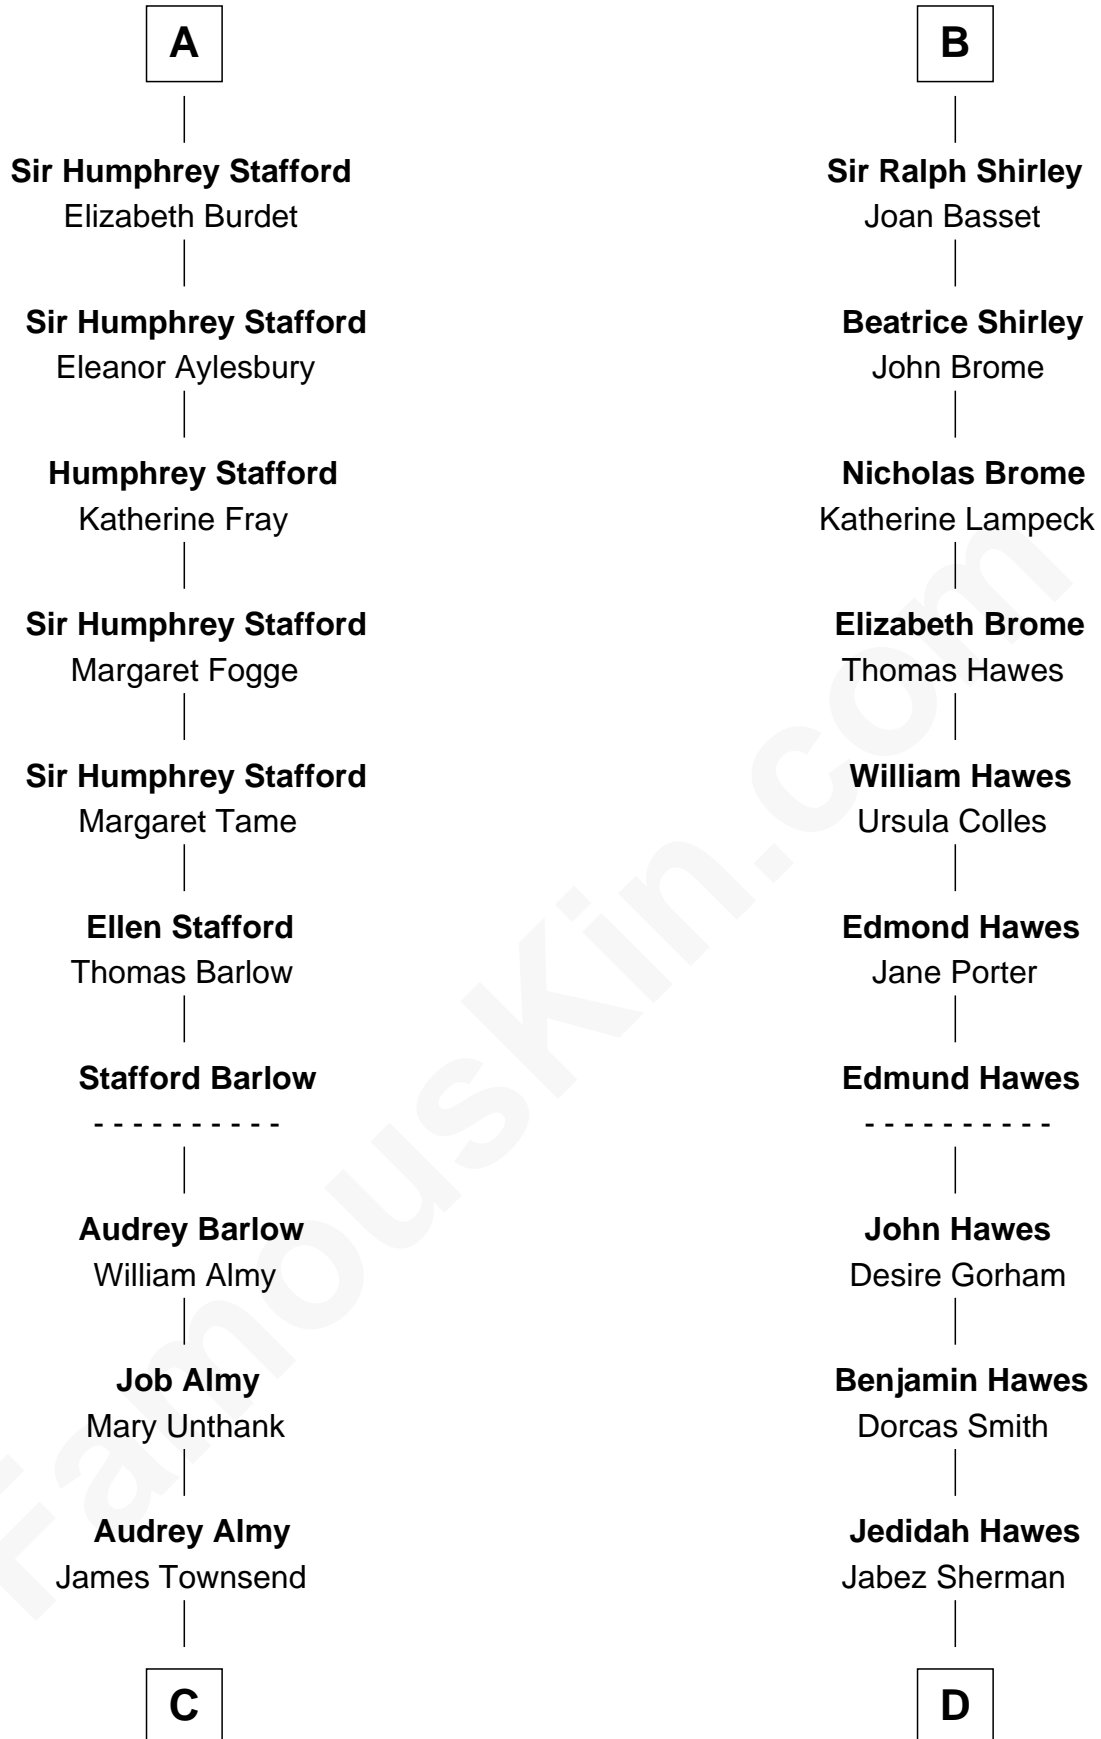 A
Sir Humphrey Stafford
Elizabeth Burdet
Sir Humphrey Stafford
Eleanor Aylesbury
Humphrey Stafford
Katherine Fray
Sir Humphrey Stafford
Margaret Fogge
Sir Humphrey Stafford
Margaret Tame
Ellen Stafford
Thomas Barlow
Stafford Barlow
- - - - - - - - - -
Audrey Barlow
William Almy
Job Almy
Mary Unthank
Audrey Almy
James Townsend
C
B
Sir Ralph Shirley
Joan Basset
Beatrice Shirley
John Brome
Nicholas Brome
Katherine Lampeck
Elizabeth Brome
Thomas Hawes
William Hawes
Ursula Colles
Edmond Hawes
Jane Porter
Edmund Hawes
- - - - - - - - - -
John Hawes
Desire Gorham
Benjamin Hawes
Dorcas Smith
Jedidah Hawes
Jabez Sherman
D
FamousKin.com